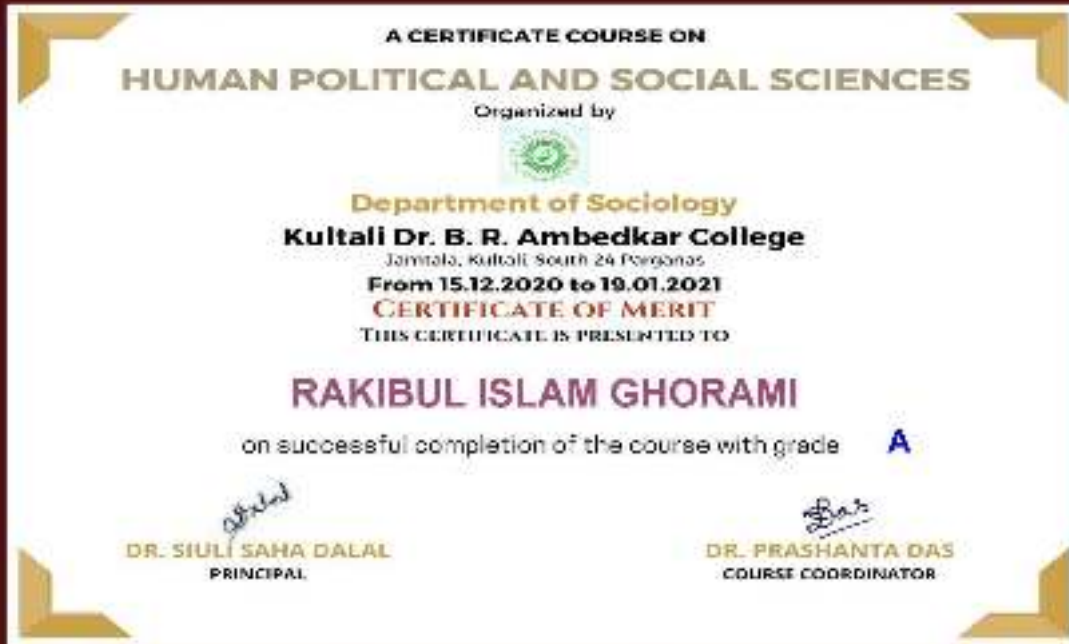 A CERTIFICATE COURSE ON
HUMAN POLITICAL AND SOCIAL SCIENCES
Organized by
Department of Sociology
Kultali Dr. B. R. Ambedkar College
Jamtala, Kultali, South 24 Parganas
From 15.12.2020 to 19.01.2021
CERTIFICATE OF MERIT
THIS CERTIFICATE IS PRESENTED TO
RAKIBUL ISLAM GHORAMI
on successful completion of the course with grade A
DR. SIULI SAHA DALAL
PRINCIPAL
DR. PRASHANTA DAS
COURSE COORDINATOR